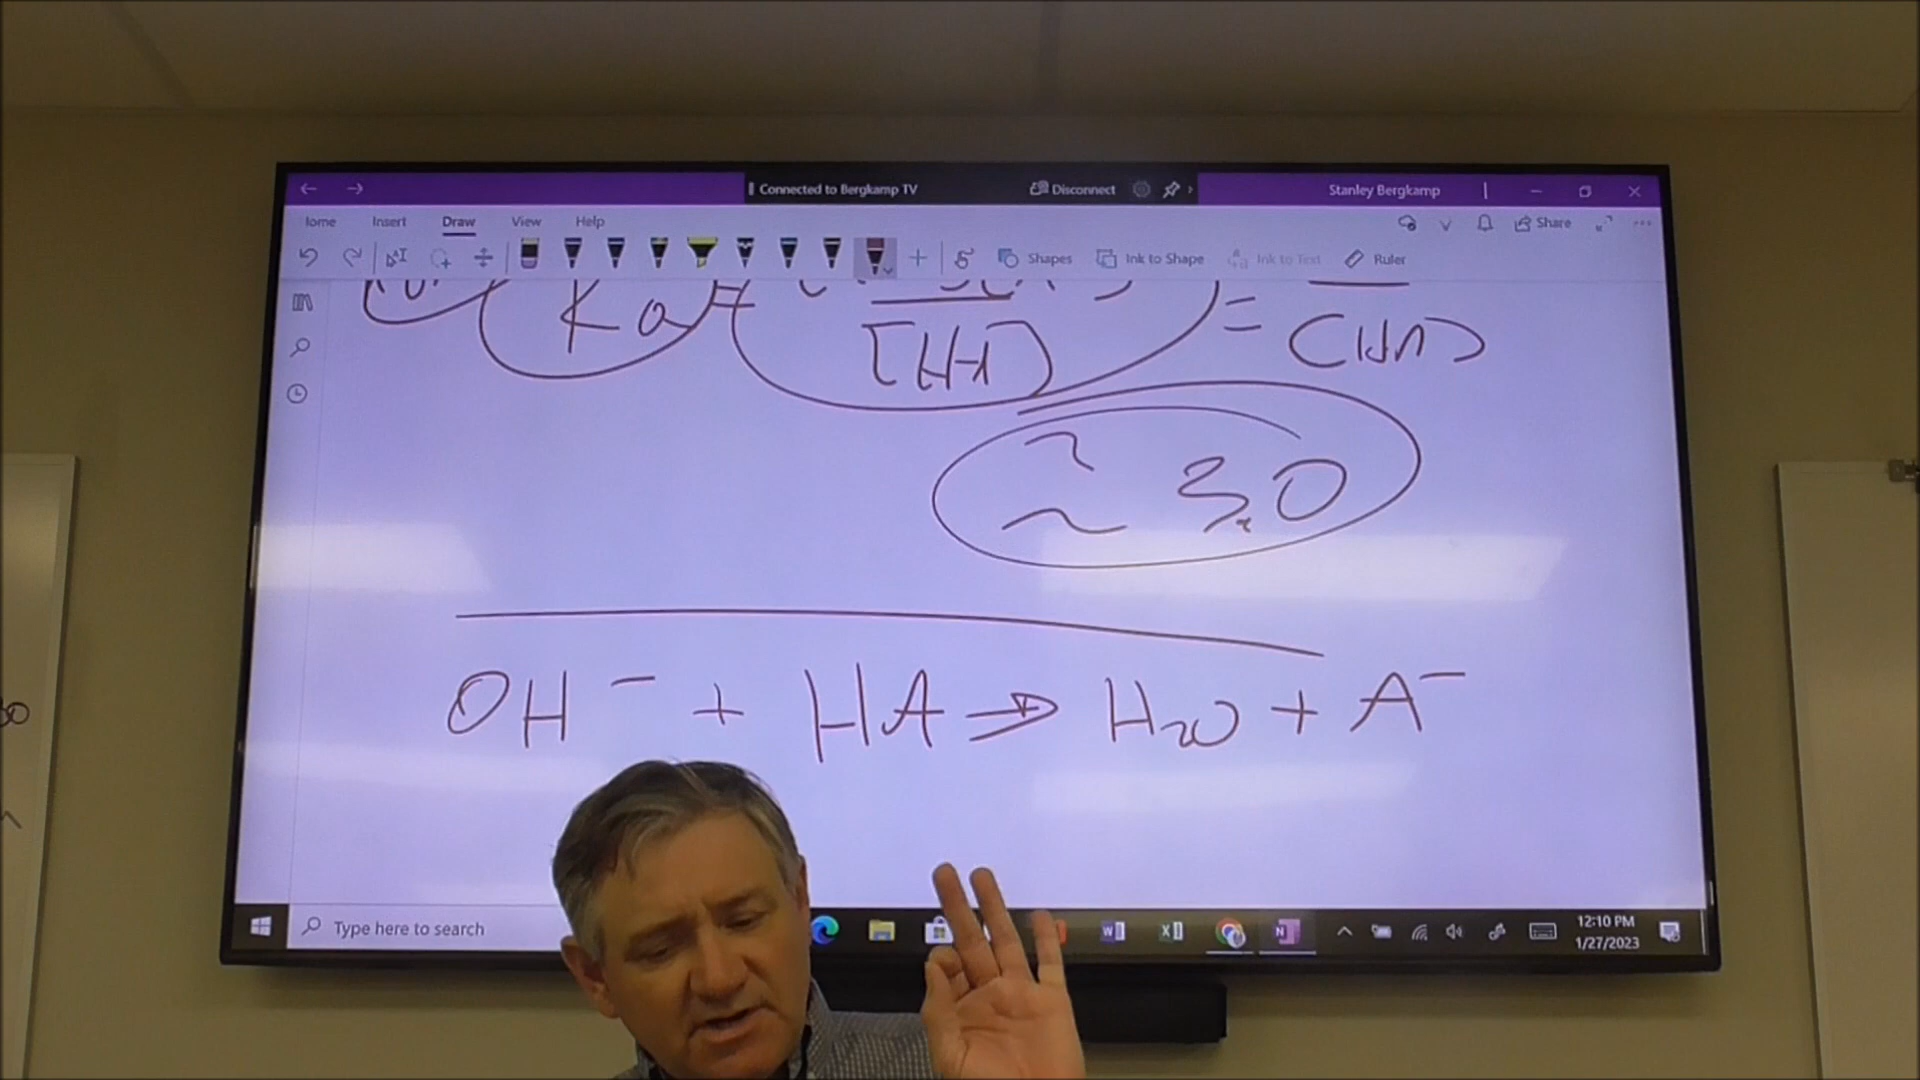 Connected to Bergkamp TV
Disconnect
Stanley Bergkamp
Home Insert Draw View Help
Share
Shapes Ink to Shape Ink to Text Ruler
Ka =
[HA] = (HA)
≈ 3.0
OH⁻ + HA → H₂O + A⁻
Type here to search
12:10 PM
1/27/2023